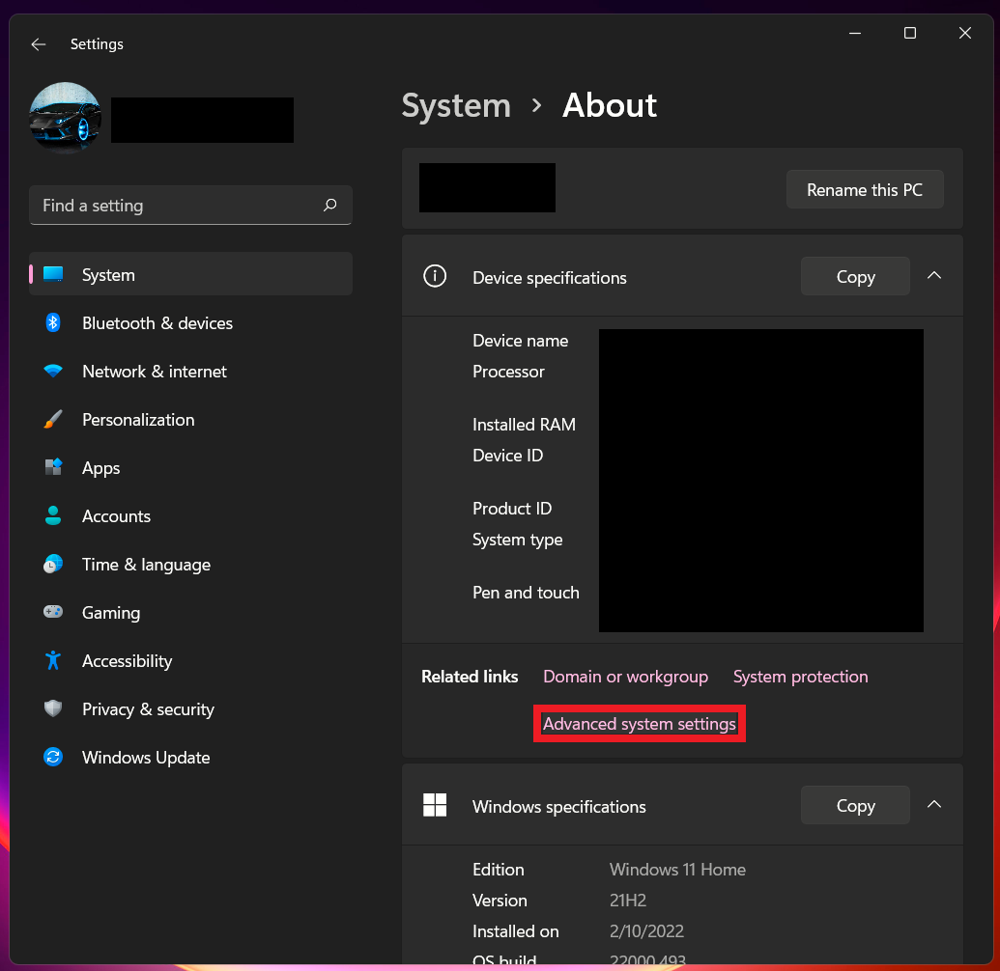 Settings
System > About
Rename this PC
Find a setting
System
Bluetooth & devices
Network & internet
Personalization
Apps
Accounts
Time & language
Gaming
Accessibility
Privacy & security
Windows Update
Device specifications Copy
Device name
Processor
Installed RAM
Device ID
Product ID
System type
Pen and touch
Related links Domain or workgroup System protection
Advanced system settings
Windows specifications Copy
Edition Windows 11 Home
Version 21H2
Installed on 2/10/2022
OS build 22000.493